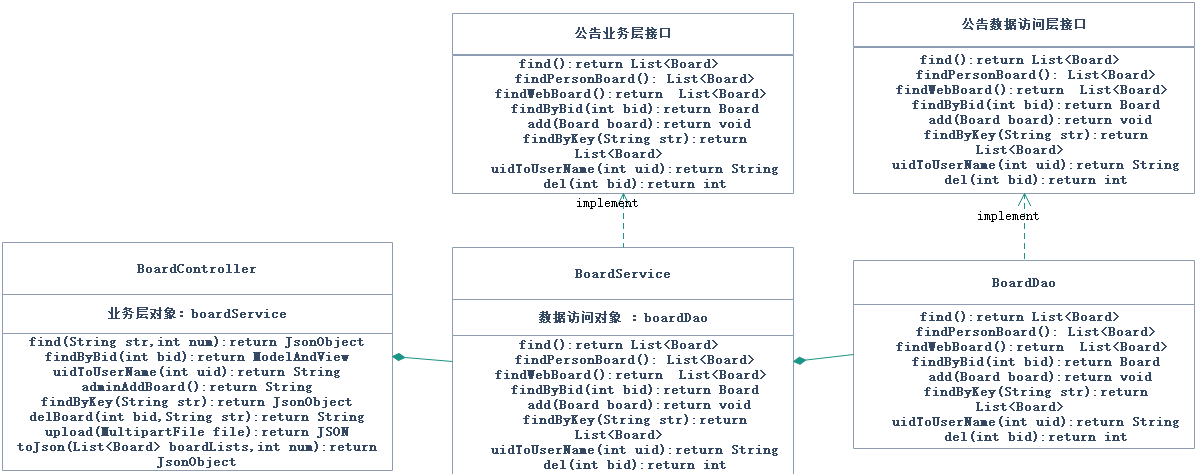 公告业务层接口
find():return List<Board>
findPersonBoard(): List<Board>
findWebBoard():return  List<Board>
findByBid(int bid):return Board
add(Board board):return void
findByKey(String str):return
List<Board>
uidToUserName(int uid):return String
del(int bid):return int
公告数据访问层接口
find():return List<Board>
findPersonBoard(): List<Board>
findWebBoard():return  List<Board>
findByBid(int bid):return Board
add(Board board):return void
findByKey(String str):return
List<Board>
uidToUserName(int uid):return String
del(int bid):return int
implement
implement
BoardController
业务层对象：boardService
find(String str,int num):return JsonObject
findByBid(int bid):return ModelAndView
uidToUserName(int uid):return String
adminAddBoard():return String
findByKey(String str):return JsonObject
delBoard(int bid,String str):return String
upload(MultipartFile file):return JSON
toJson(List<Board> boardLists,int num):return
JsonObject
BoardService
数据访问对象 ：boardDao
find():return List<Board>
findPersonBoard(): List<Board>
findWebBoard():return  List<Board>
findByBid(int bid):return Board
add(Board board):return void
findByKey(String str):return
List<Board>
uidToUserName(int uid):return String
del(int bid):return int
BoardDao
find():return List<Board>
findPersonBoard(): List<Board>
findWebBoard():return  List<Board>
findByBid(int bid):return Board
add(Board board):return void
findByKey(String str):return
List<Board>
uidToUserName(int uid):return String
del(int bid):return int